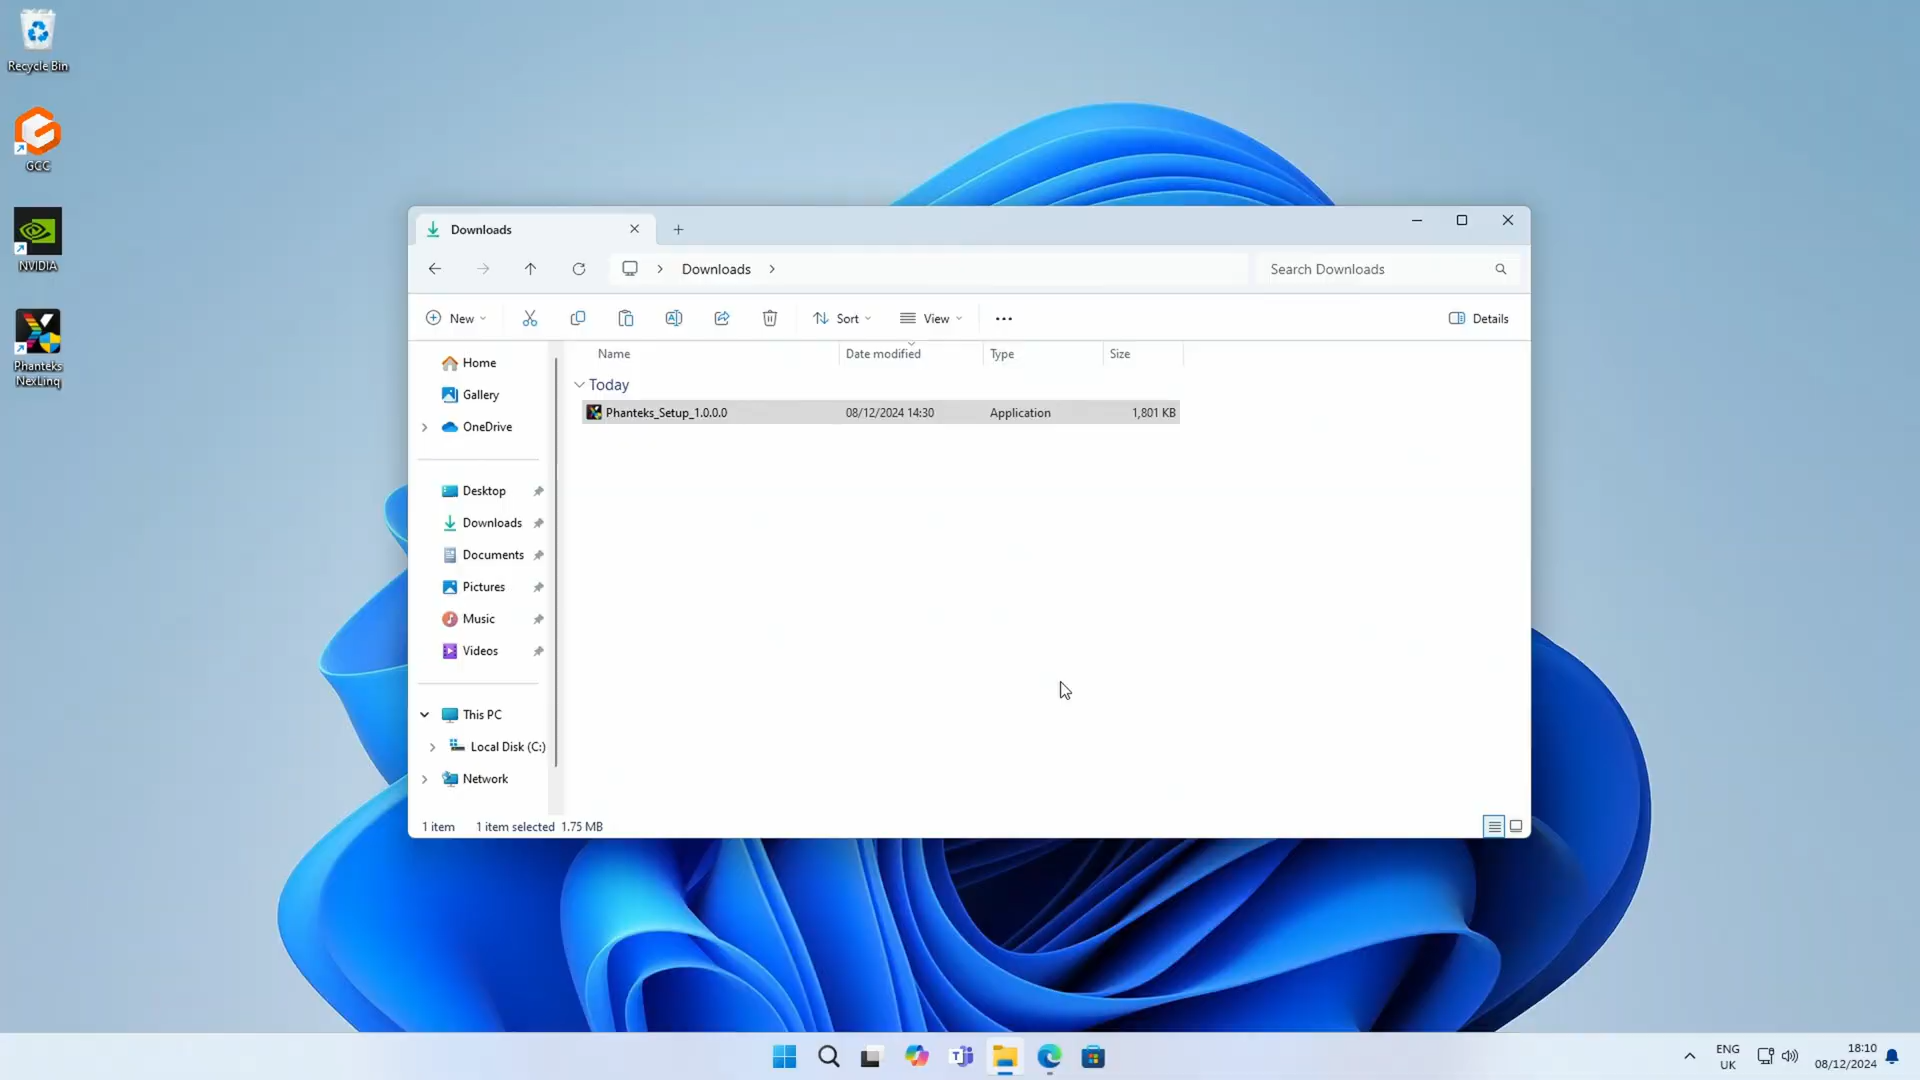 Recycle Bin
GCC
NVIDIA
Phanteks
NexLinq
Downloads
Downloads
Search Downloads
New
Sort
View
Details
Name
Date modified
Type
Size
Today
Phanteks_Setup_1.0.0.0
08/12/2024 14:30
Application
1,801 KB
Home
Gallery
OneDrive
Desktop
Downloads
Documents
Pictures
Music
Videos
This PC
Local Disk (C:)
Network
1 item
1 item selected 1.75 MB
ENG
UK
18:10
08/12/2024